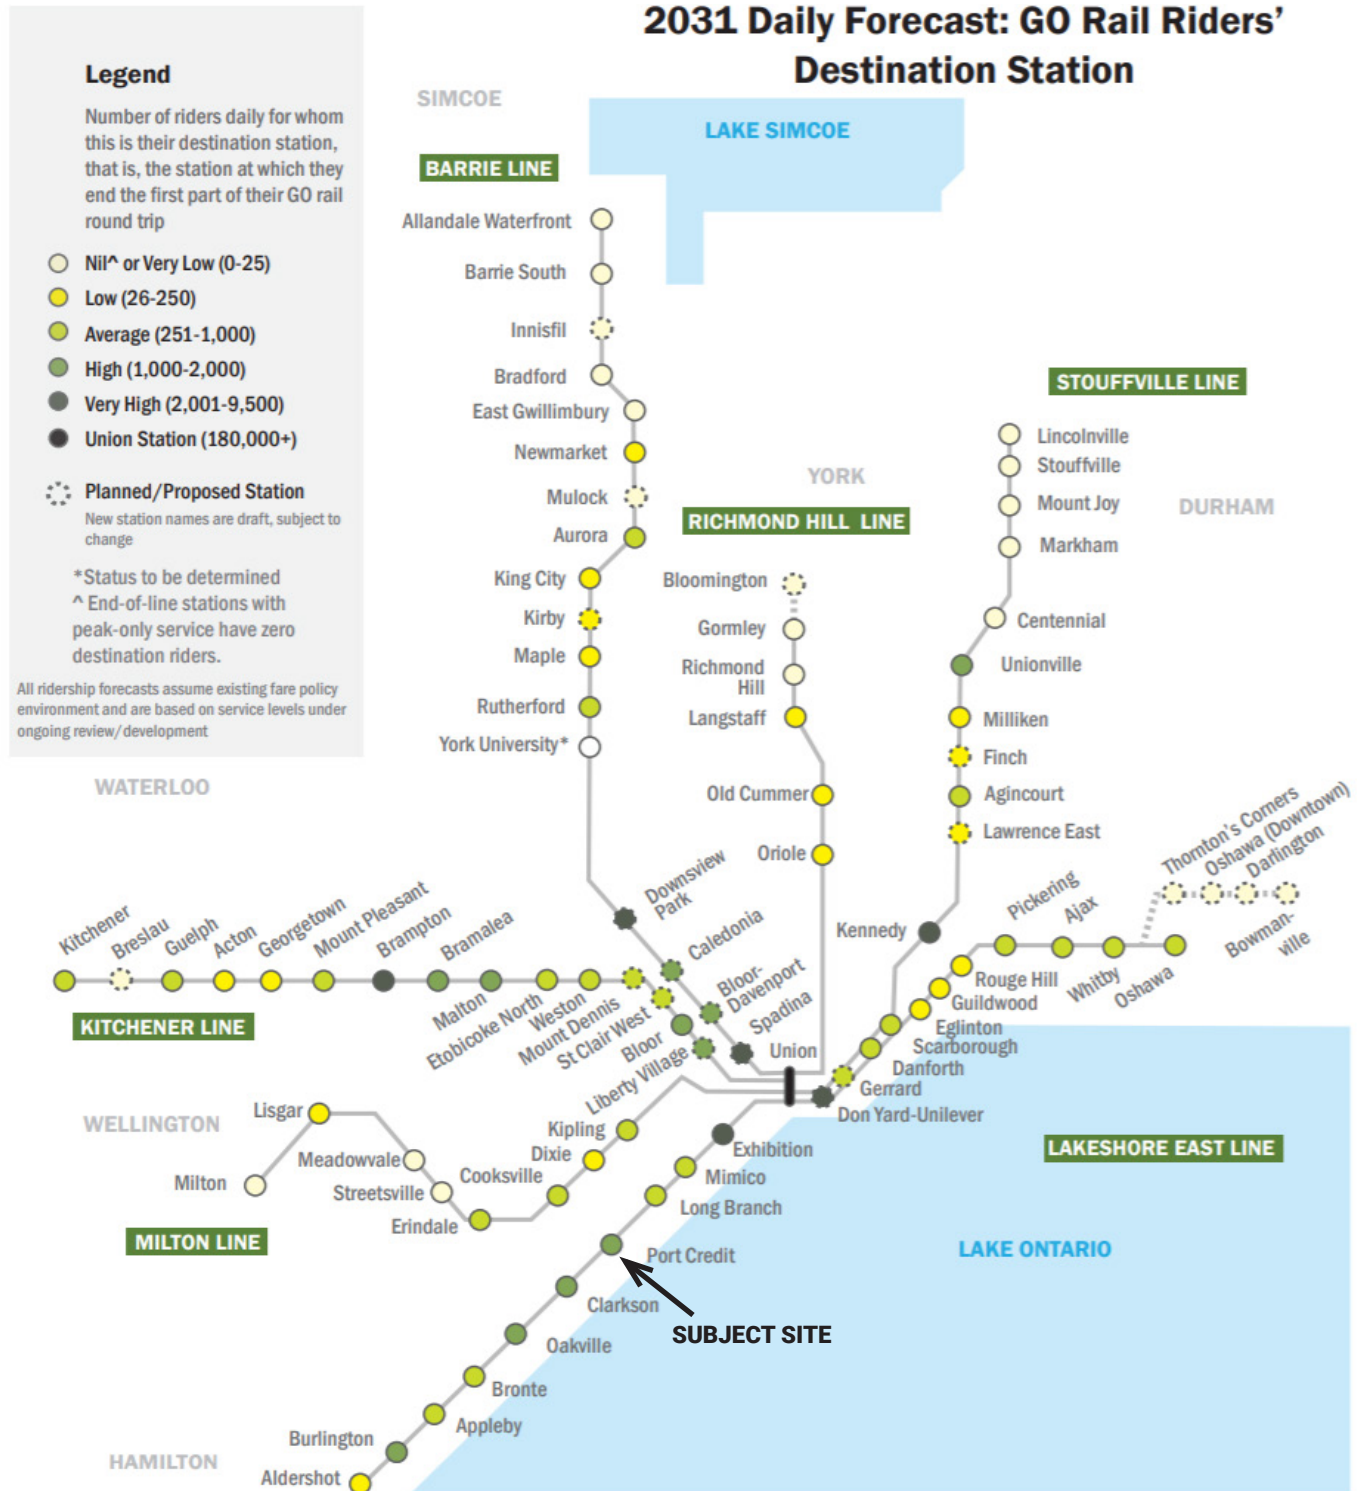 2031 Daily Forecast: GO Rail Riders’
Destination Station
Legend
Number of riders daily for whom
this is their destination station,
that is, the station at which they
end the first part of their GO rail
round trip
Nil^ or Very Low (0-25)
Low (26-250)
Average (251-1,000)
High (1,000-2,000)
Very High (2,001-9,500)
Union Station (180,000+)
Planned/Proposed Station
New station names are draft, subject to
change
*Status to be determined
^ End-of-line stations with
peak-only service have zero
destination riders.
All ridership forecasts assume existing fare policy
environment and are based on service levels under
ongoing review/development
SIMCOE
LAKE SIMCOE
BARRIE LINE
Allandale Waterfront
Barrie South
Innisfil
Bradford
East Gwillimbury
Newmarket
Mulock
Aurora
King City
Kirby
Maple
Rutherford
York University*
Downsview
Park
Caledonia
Bloor-
Davenport
Spadina
YORK
RICHMOND HILL LINE
Bloomington
Gormley
Richmond
Hill
Langstaff
Old Cummer
Oriole
STOUFFVILLE LINE
Lincolnville
Stouffville
Mount Joy
Markham
Centennial
Unionville
Milliken
Finch
Agincourt
Lawrence East
Kennedy
DURHAM
Thornton's Corners
Oshawa (Downtown)
Darlington
Bowman-
ville
Pickering
Ajax
Whitby
Oshawa
Rouge Hill
Guildwood
Eglinton
Scarborough
Danforth
Gerrard
Don Yard-Unilever
LAKESHORE EAST LINE
WATERLOO
Kitchener
Breslau
Guelph
Acton
Georgetown
Mount Pleasant
Brampton
Bramalea
Malton
Etobicoke North
Weston
Mount Dennis
St Clair West
Bloor
Liberty Village
Union
KITCHENER LINE
WELLINGTON
Lisgar
Milton
Meadowvale
Streetsville
Erindale
Cooksville
Dixie
Kipling
MILTON LINE
Exhibition
Mimico
Long Branch
Port Credit
SUBJECT SITE
Clarkson
Oakville
Bronte
Appleby
Burlington
Aldershot
HAMILTON
LAKE ONTARIO